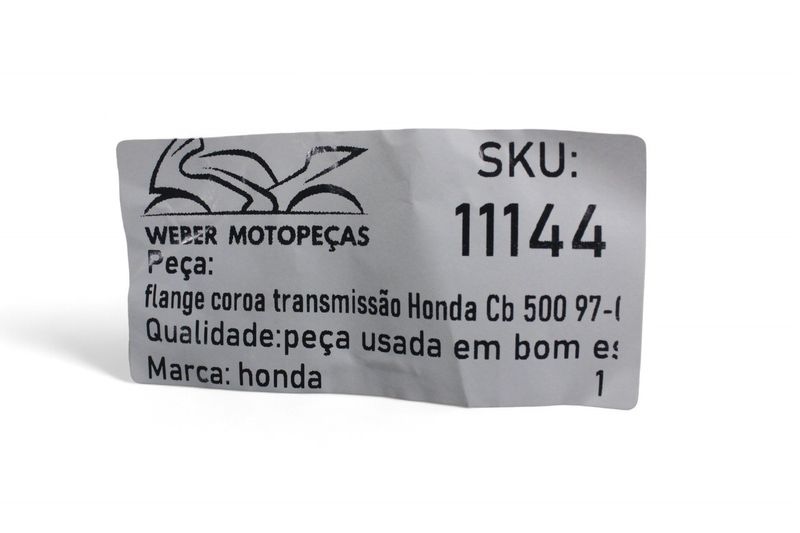 WEBER MOTOPEÇAS
SKU:
11144
Peça:
flange coroa transmissão Honda Cb 500 97-
Qualidade:peça usada em bom
Marca: honda
1